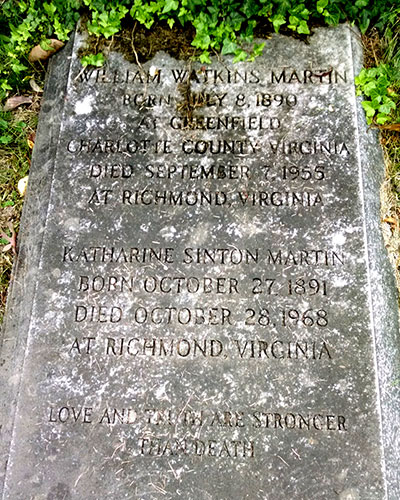 WILLIAM WATKINS MARTIN
BORN JULY 8, 1890
AT GREENFIELD
CHARLOTTE COUNTY VIRGINIA
DIED SEPTEMBER 7, 1955
AT RICHMOND, VIRGINIA
KATHARINE SINTON MARTIN
BORN OCTOBER 27, 1891
DIED OCTOBER 28, 1968
AT RICHMOND, VIRGINIA
LOVE AND TRUTH ARE STRONGER
THAN DEATH